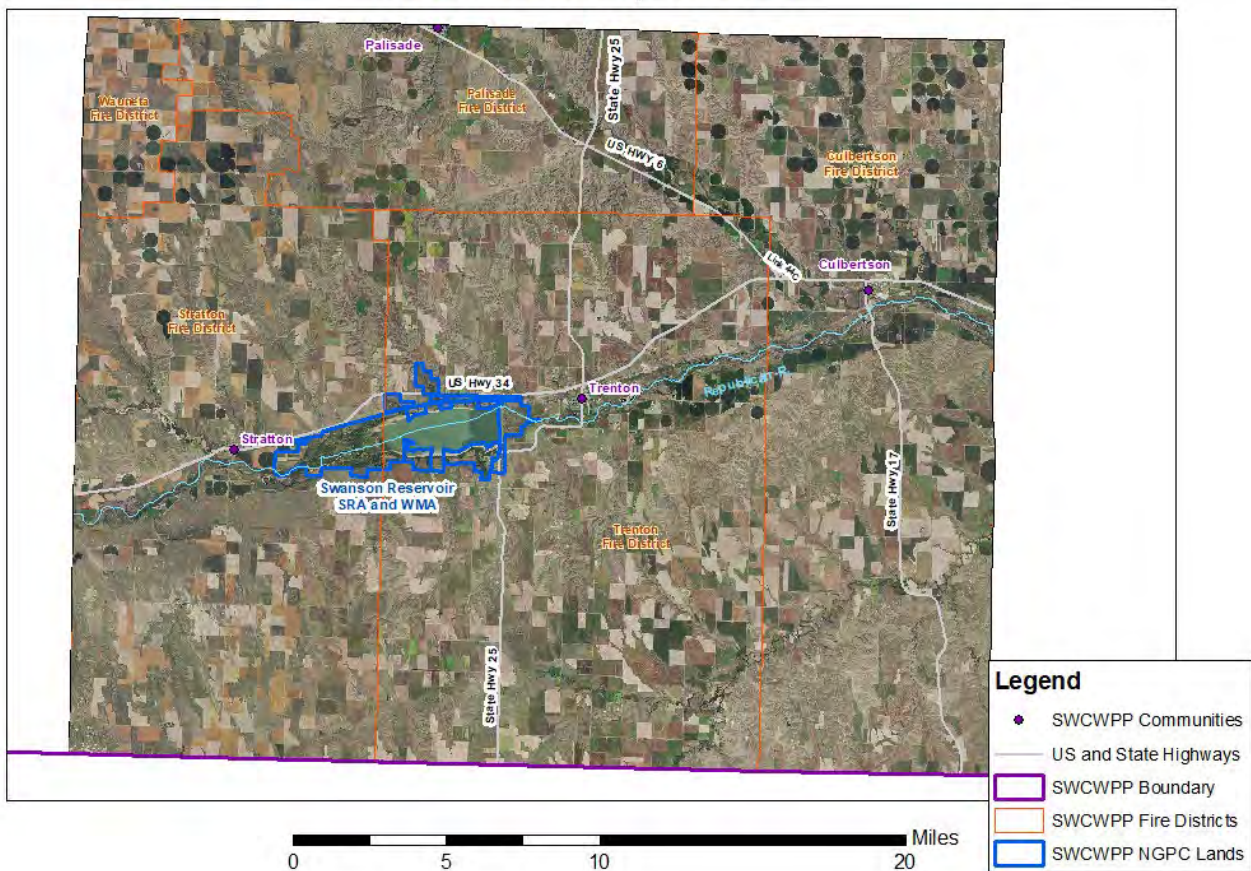 Palisade
State Hwy 25
Wauneta
Fire District
Palisade
Fire District
US HWY 6
Culbertson
Fire District
Link 44C
Culbertson
Stratton
Fire District
US Hwy 34
Trenton
Republican R.
Stratton
Swanson Reservoir
SRA and WMA
State Hwy 17
Trenton
Fire District
State Hwy 25
Legend
SWCWPP Communities
US and State Highways
SWCWPP Boundary
SWCWPP Fire Districts
SWCWPP NGPC Lands
Miles
0 5 10 20